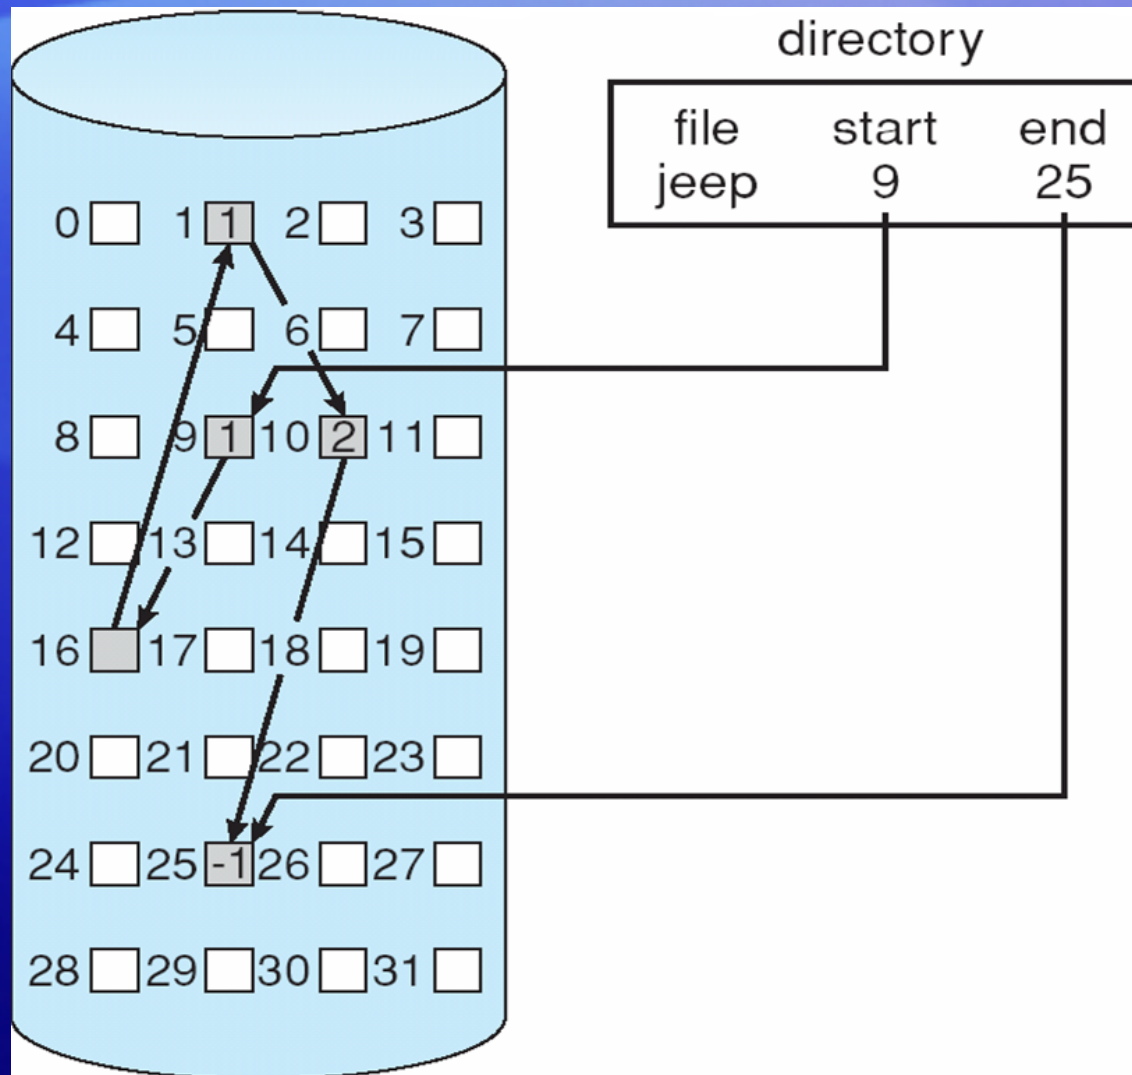 directory
file start end
jeep 9 25
0 1 1 2 3
4 5 6 7
8 9 1 10 2 11
12 13 14 15
16 17 18 19
20 21 22 23
24 25 -1 26 27
28 29 30 31